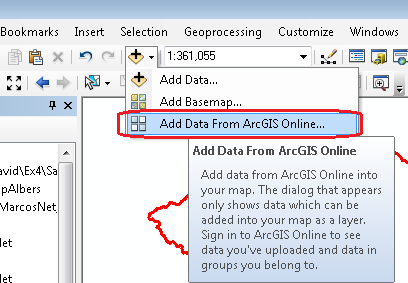 Bookmarks Insert Selection Geoprocessing Customize Windows
1:361,055
Add Data...
Add Basemap...
Add Data From ArcGIS Online...
Add Data From ArcGIS Online
Add data from ArcGIS Online into
your map. The dialog that appears
only shows data which can be
added into your map as a layer.
Sign in to ArcGIS Online to see
data you've uploaded and data in
groups you belong to.
avid\Ex4\Sa
pAlbers
MarcosNet_
let
let